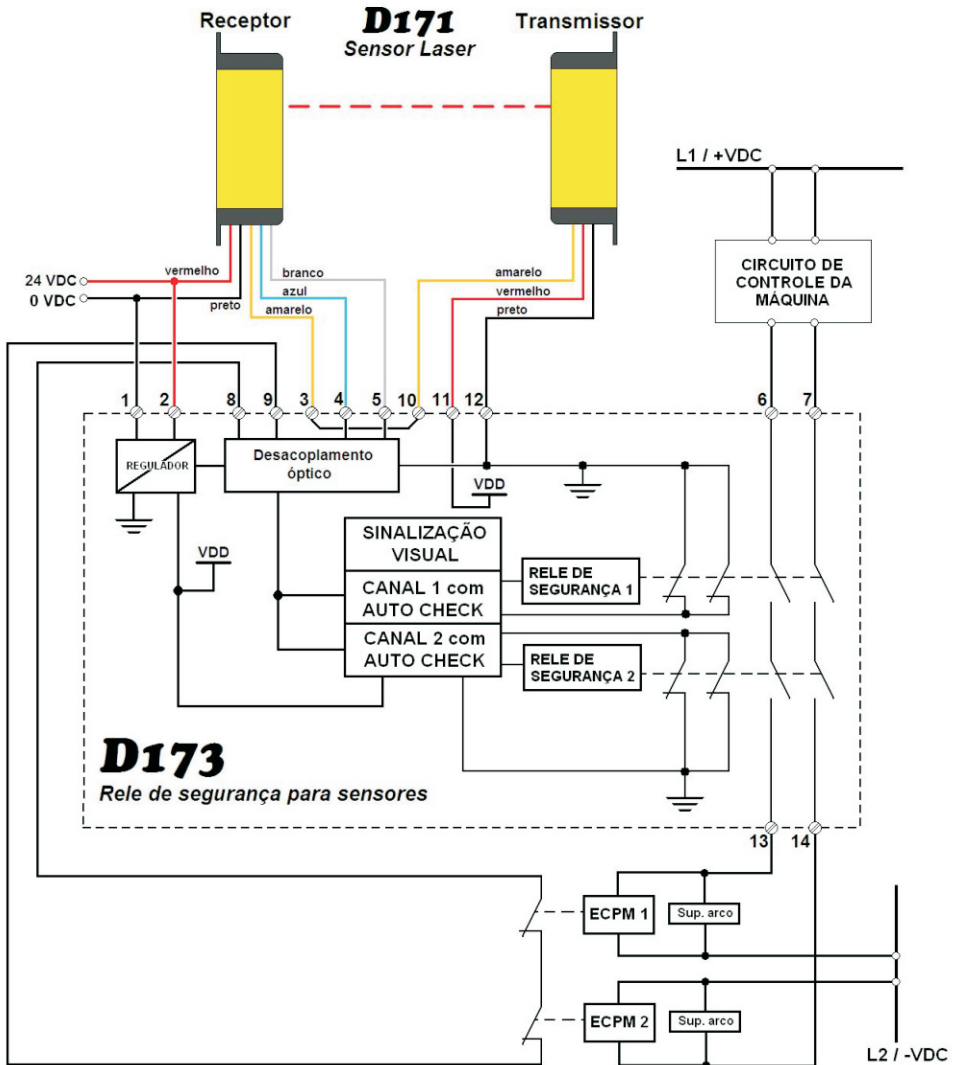 Receptor
D171
Sensor Laser
Transmissor
L1 / +VDC
CIRCUITO DE
CONTROLE DA
MÁQUINA
24 VDC
0 VDC
vermelho
preto
amarelo
azul
branco
amarelo
vermelho
preto
1
2
8
9
3
4
5
10
11
12
6
7
REGULADOR
Desacoplamento
óptico
VDD
VDD
SINALIZAÇÃO
VISUAL
CANAL 1 com
AUTO CHECK
CANAL 2 com
AUTO CHECK
RELE DE
SEGURANÇA 1
RELE DE
SEGURANÇA 2
D173
Rele de segurança para sensores
13
14
ECPM 1
Sup. arco
ECPM 2
Sup. arco
L2 / -VDC